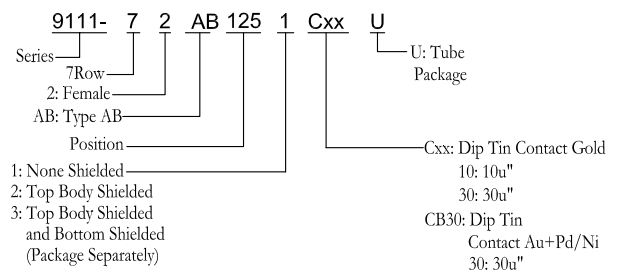 9111- 7 2 AB 125 1 Cxx U
Series
7Row
2: Female
AB: Type AB
Position
1: None Shielded
2: Top Body Shielded
3: Top Body Shielded
and Bottom Shielded
(Package Separately)
U: Tube
Package
Cxx: Dip Tin Contact Gold
10: 10u"
30: 30u"
CB30: Dip Tin
Contact Au+Pd/Ni
30: 30u"